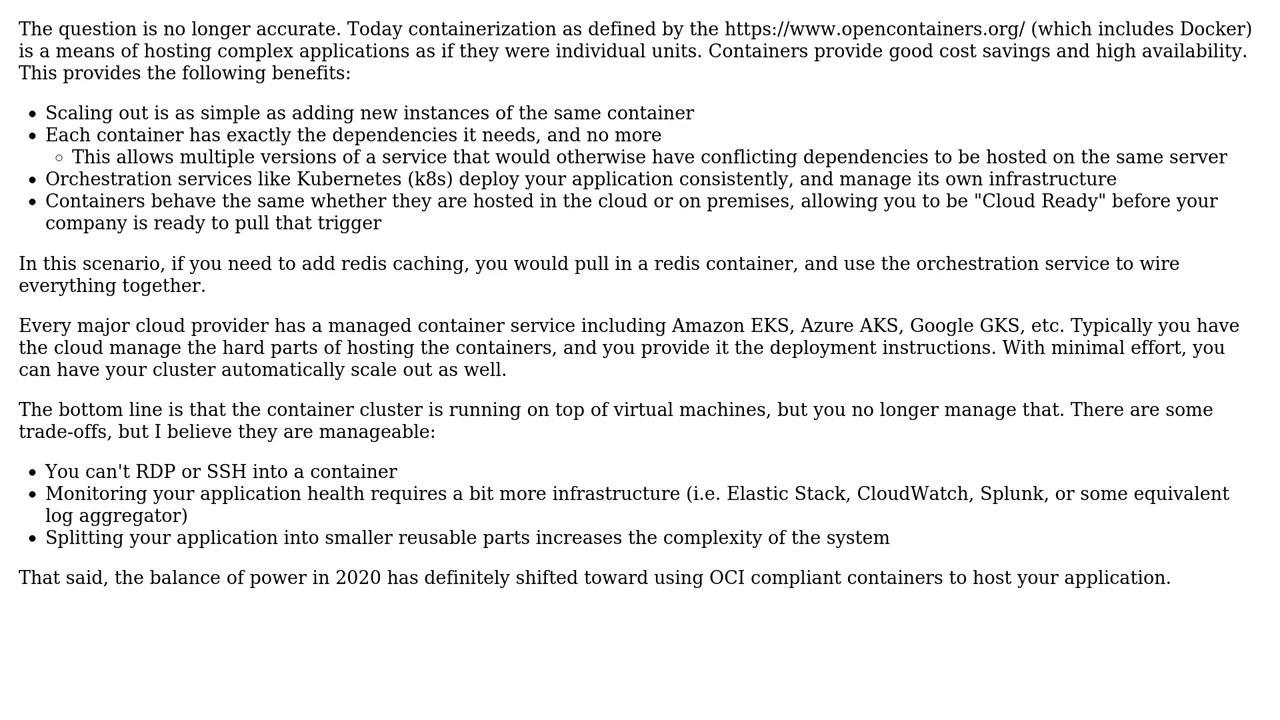 The question is no longer accurate. Today containerization as defined by the https://www.opencontainers.org/ (which includes Docker)
is a means of hosting complex applications as if they were individual units. Containers provide good cost savings and high availability.
This provides the following benefits:
• Scaling out is as simple as adding new instances of the same container
• Each container has exactly the dependencies it needs, and no more
◦ This allows multiple versions of a service that would otherwise have conflicting dependencies to be hosted on the same server
• Orchestration services like Kubernetes (k8s) deploy your application consistently, and manage its own infrastructure
• Containers behave the same whether they are hosted in the cloud or on premises, allowing you to be "Cloud Ready" before your
company is ready to pull that trigger
In this scenario, if you need to add redis caching, you would pull in a redis container, and use the orchestration service to wire
everything together.
Every major cloud provider has a managed container service including Amazon EKS, Azure AKS, Google GKS, etc. Typically you have
the cloud manage the hard parts of hosting the containers, and you provide it the deployment instructions. With minimal effort, you
can have your cluster automatically scale out as well.
The bottom line is that the container cluster is running on top of virtual machines, but you no longer manage that. There are some
trade-offs, but I believe they are manageable:
• You can't RDP or SSH into a container
• Monitoring your application health requires a bit more infrastructure (i.e. Elastic Stack, CloudWatch, Splunk, or some equivalent
log aggregator)
• Splitting your application into smaller reusable parts increases the complexity of the system
That said, the balance of power in 2020 has definitely shifted toward using OCI compliant containers to host your application.